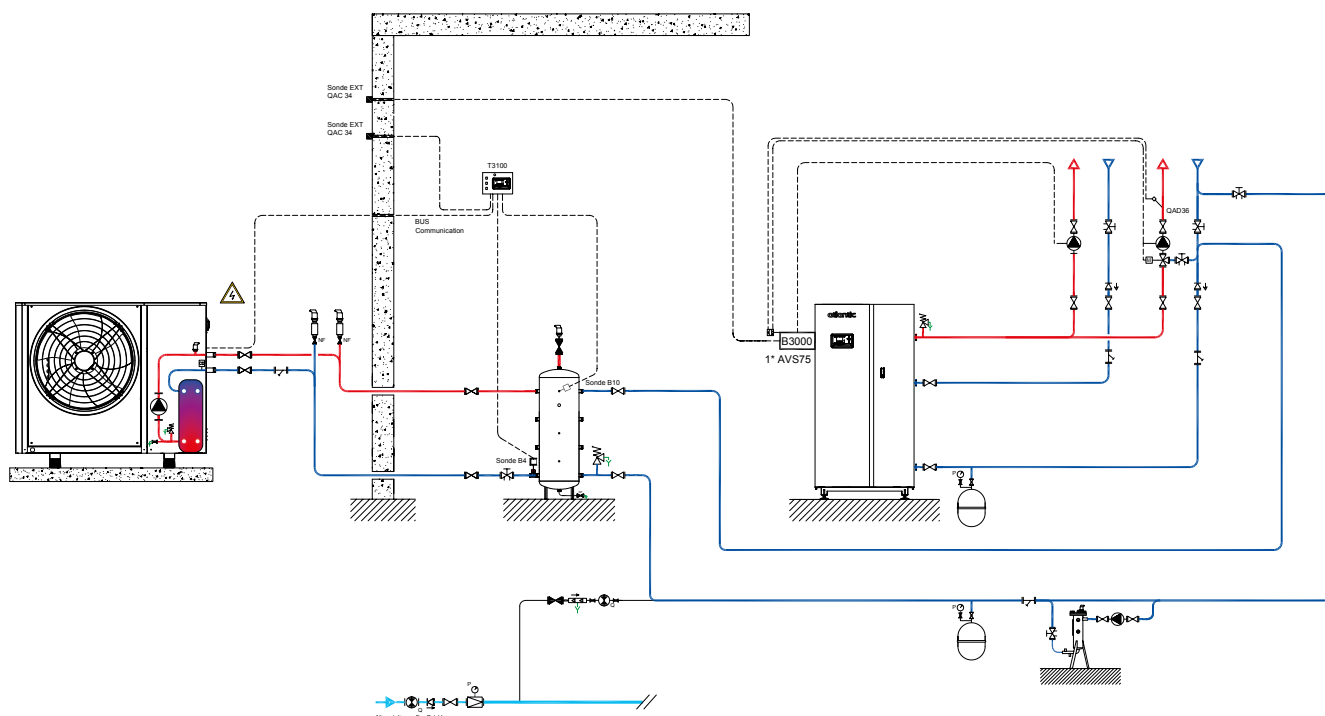 Sonde EXT
QAC 34
Sonde EXT
QAC 34
T3100
QAD36
BUS
Communication
M
NF
NF
atlantic
B3000
1* AVS75
Sonde B10
Sonde B4
P
P
G
P
G